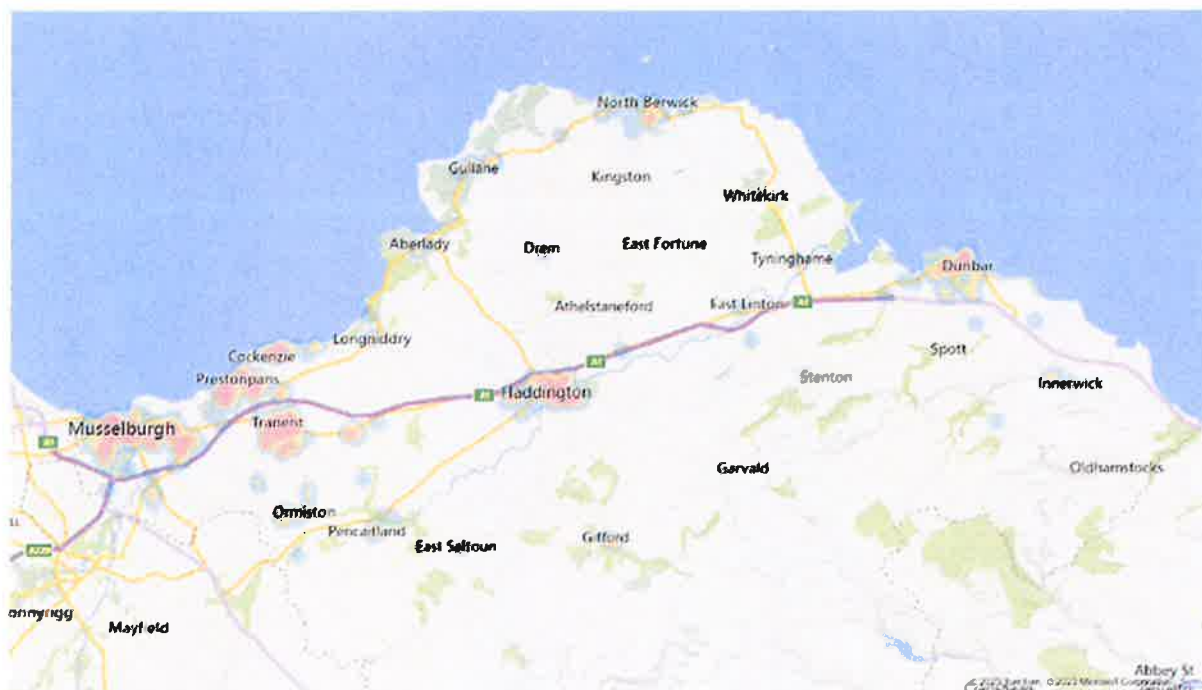 North Berwick
Gullane
Kingston
Whitekirk
Aberlady
Drem
East Fortune
Tyninghame
Dunbar
Athelstaneford
East Linton
A1
Longniddry
Cockenzie
Spott
A1
Prestonpans
Stenton
Haddington
A1
Innerwick
Musselburgh
Tranent
A1
Garvald
Oldhamstocks
Ormiston
Pencaitland
East Saltoun
Gifford
A720
onnyrigg
Mayfield
Abbey St